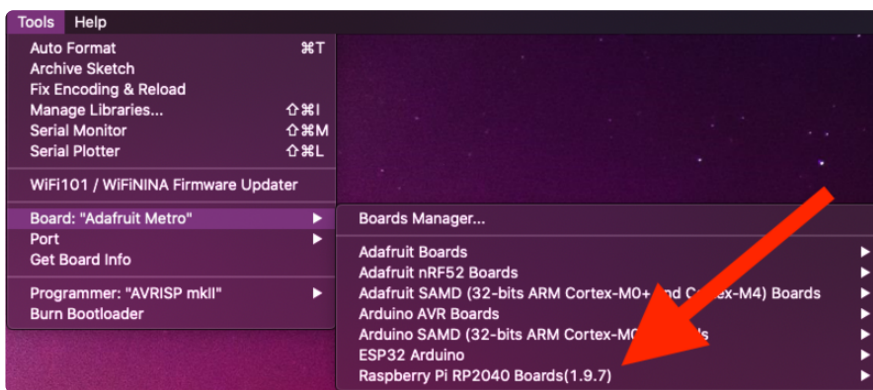 Tools Help
Auto Format ⌘T
Archive Sketch
Fix Encoding & Reload
Manage Libraries... ⇧⌘I
Serial Monitor ⇧⌘M
Serial Plotter ⇧⌘L
WiFi101 / WiFiNINA Firmware Updater
Board: "Adafruit Metro"
Port
Get Board Info
Programmer: "AVRISP mkII"
Burn Bootloader
Boards Manager...
Adafruit Boards
Adafruit nRF52 Boards
Adafruit SAMD (32-bits ARM Cortex-M0+ and Cortex-M4) Boards
Arduino AVR Boards
Arduino SAMD (32-bits ARM
ESP32 Arduino
Raspberry Pi RP2040 Boards(1.9.7)